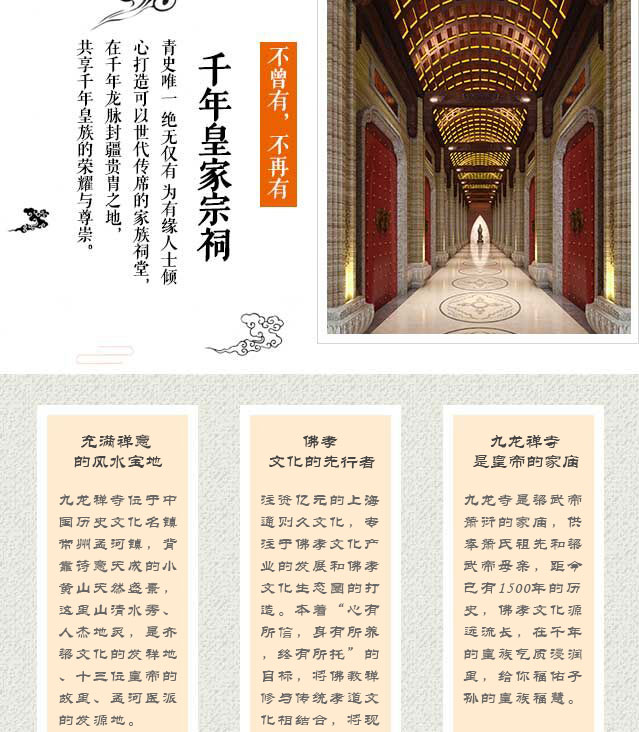 不曾有，不再有
千年皇家宗祠
青史唯一 绝无仅有 为有缘人士倾
心打造可以世代传席的家族祠堂，
在千年龙脉封疆贵胄之地，
共享千年皇族的荣耀与尊崇。
充满禅意
的风水宝地
九龙禅寺位于中
国历史文化名镇
常州孟河镇，背
靠诗意天成的小
黄山天然盛景，
这里山清水秀、
人杰地灵，是齐
梁文化的发祥地
、十三位皇帝的
故里、孟河医派
的发源地。
佛孝
文化的先行者
注资亿元的上海
通则久文化，专
注于佛孝文化产
业的发展和佛孝
文化生态圈的打
造。本着“心有
所信，身有所养
，终有所托”的
目标，将佛教禅
修与传统孝道文
化相结合，将现
九龙禅寺
是皇帝的家庙
九龙寺是梁武帝
萧衍的家庙，供
奉萧氏祖先和梁
武帝母亲，距今
已有1500年的历
史，佛孝文化源
远流长，在千年
的皇族气质浸润
里，给你福佑子
孙的皇族福慧。